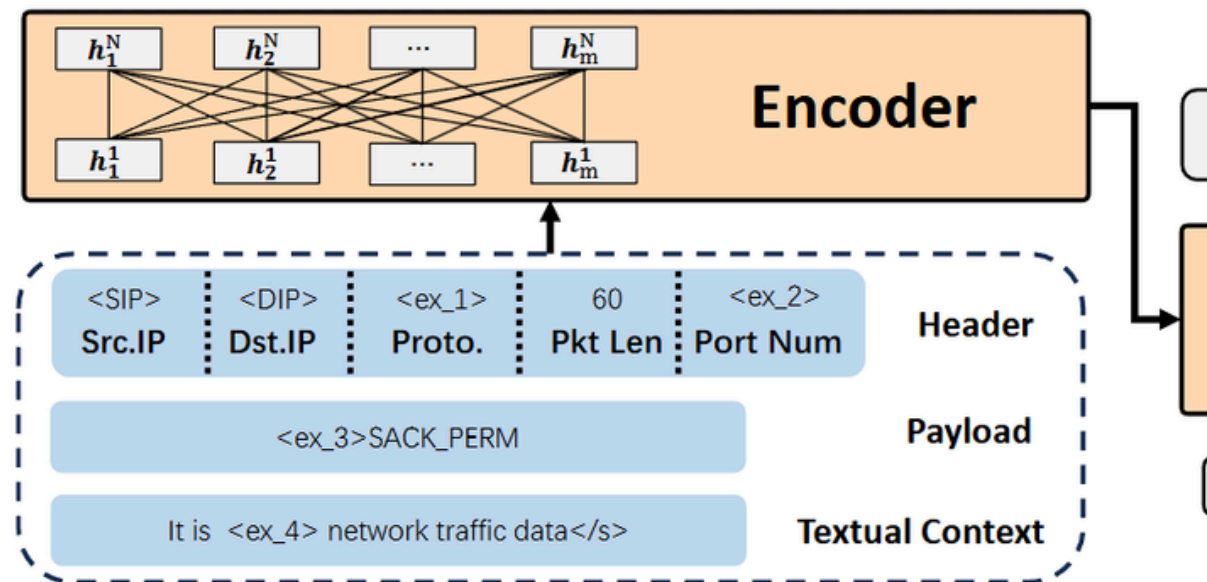 h₁ᴺ h₂ᴺ ... hₘᴺ
Encoder
h₁¹ h₂¹ ... hₘ¹
<SIP> <DIP> <ex_1> 60 <ex_2>
Src.IP Dst.IP Proto. Pkt Len Port Num
Header
<ex_3>SACK_PERM
Payload
It is <ex_4> network traffic data</s>
Textual Context